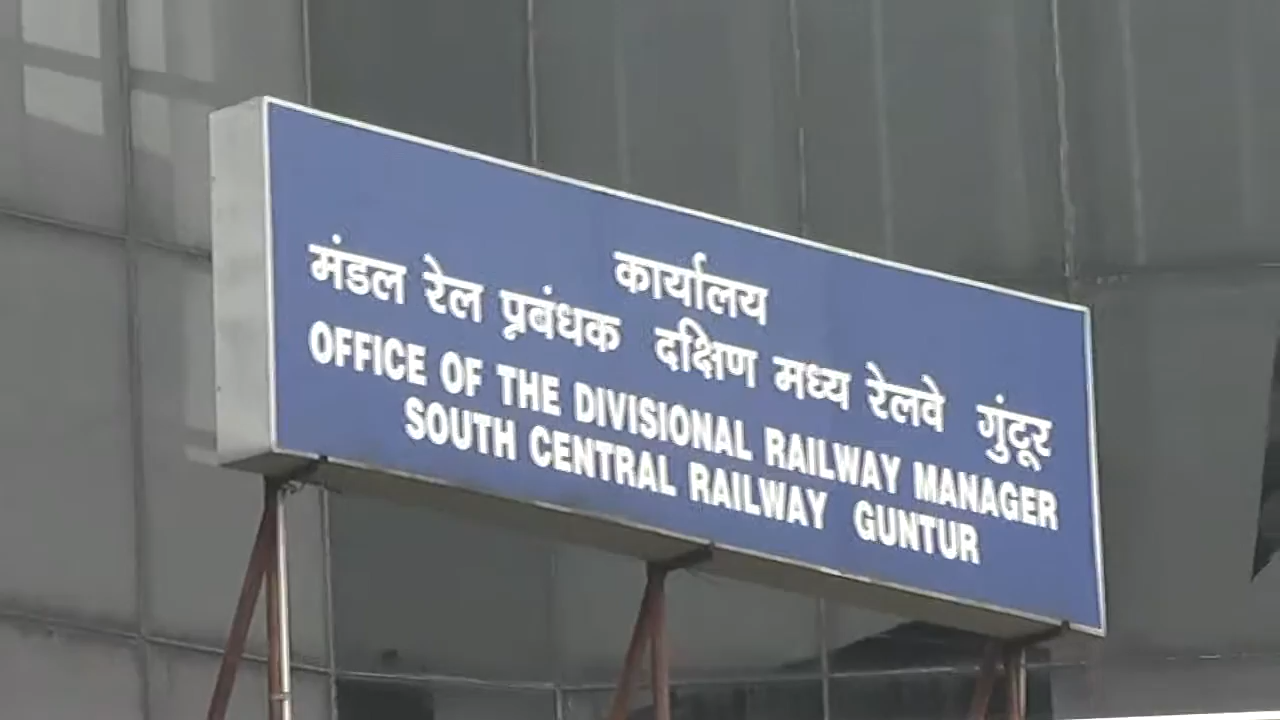 कार्यालय
मंडल रेल प्रबंधक दक्षिण मध्य रेलवे गुंटूर
OFFICE OF THE DIVISIONAL RAILWAY MANAGER
SOUTH CENTRAL RAILWAY GUNTUR